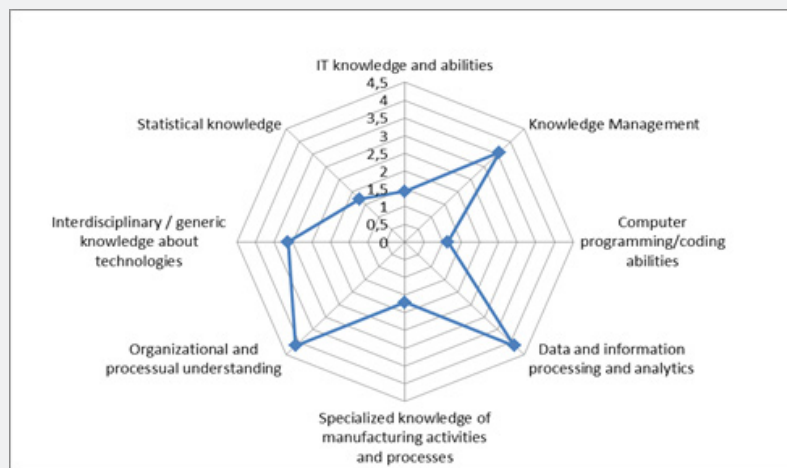 IT knowledge and abilities
4,5
4
3,5
3
2,5
2
1,5
1
0,5
0
Knowledge Management
Computer
programming/coding
abilities
Data and information
processing and analytics
Specialized knowledge of
manufacturing activities
and processes
Organizational and
processual understanding
Interdisciplinary / generic
knowledge about
technologies
Statistical knowledge